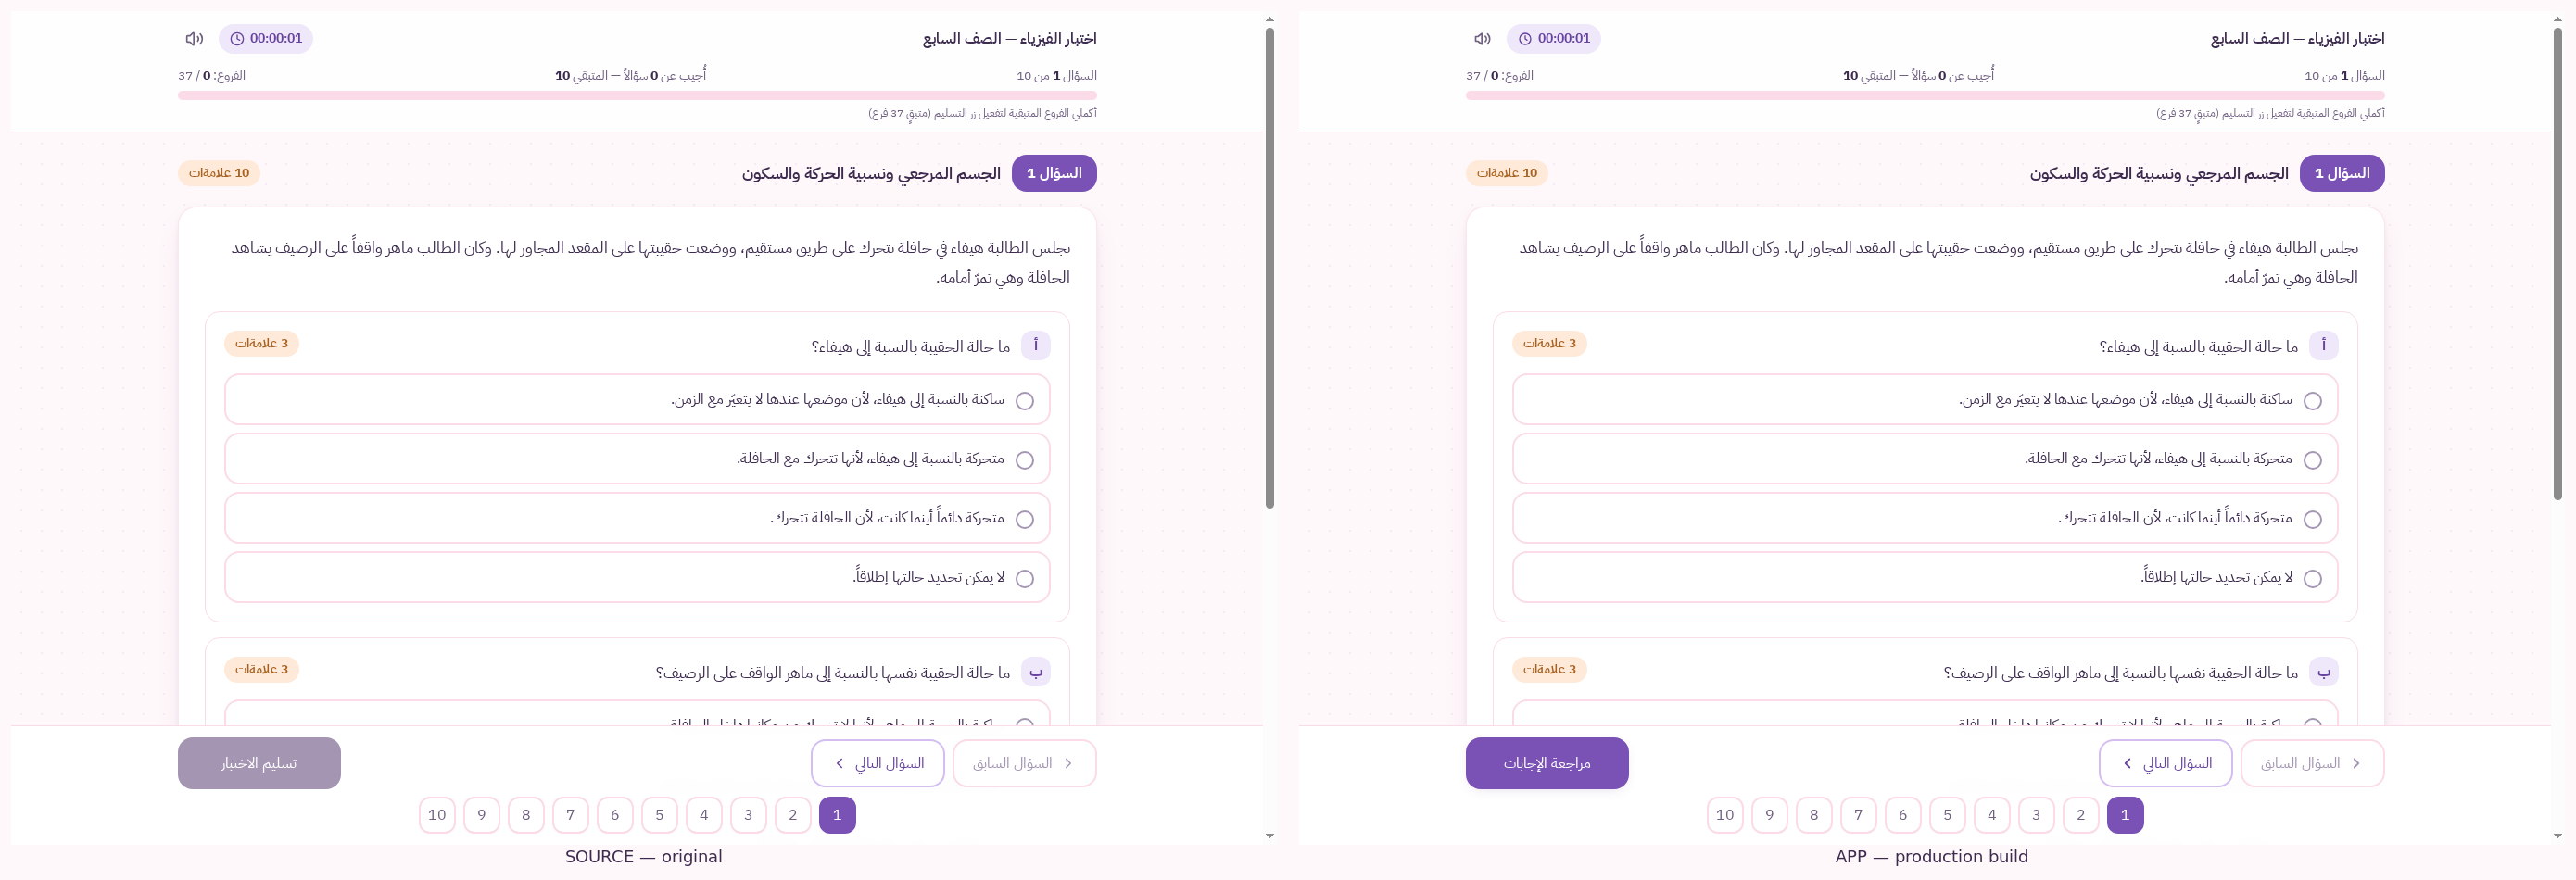 اختبار الفيزياء — الصف السابع
00:00:01
السؤال 1 من 10
أُجيب عن 0 سؤالاً — المتبقي 10
الفروع: 0 / 37
أكملي الفروع المتبقية لتفعيل زر التسليم (متبقٍ 37 فرع)
السؤال 1
الجسم المرجعي ونسبية الحركة والسكون
10 علامات
تجلس الطالبة هيفاء في حافلة تتحرك على طريق مستقيم، ووضعت حقيبتها على المقعد المجاور لها. وكان الطالب ماهر واقفاً على الرصيف يشاهد
الحافلة وهي تمرّ أمامه.
أ
ما حالة الحقيبة بالنسبة إلى هيفاء؟
3 علامات
ساكنة بالنسبة إلى هيفاء، لأن موضعها عندها لا يتغيّر مع الزمن.
متحركة بالنسبة إلى هيفاء، لأنها تتحرك مع الحافلة.
متحركة دائماً أينما كانت، لأن الحافلة تتحرك.
لا يمكن تحديد حالتها إطلاقاً.
ب
ما حالة الحقيبة نفسها بالنسبة إلى ماهر الواقف على الرصيف؟
3 علامات
السؤال السابق
السؤال التالي
تسليم الاختبار
1 2 3 4 5 6 7 8 9 10
SOURCE — original
اختبار الفيزياء — الصف السابع
00:00:01
السؤال 1 من 10
أُجيب عن 0 سؤالاً — المتبقي 10
الفروع: 0 / 37
أكملي الفروع المتبقية لتفعيل زر التسليم (متبقٍ 37 فرع)
السؤال 1
الجسم المرجعي ونسبية الحركة والسكون
10 علامات
تجلس الطالبة هيفاء في حافلة تتحرك على طريق مستقيم، ووضعت حقيبتها على المقعد المجاور لها. وكان الطالب ماهر واقفاً على الرصيف يشاهد
الحافلة وهي تمرّ أمامه.
أ
ما حالة الحقيبة بالنسبة إلى هيفاء؟
3 علامات
ساكنة بالنسبة إلى هيفاء، لأن موضعها عندها لا يتغيّر مع الزمن.
متحركة بالنسبة إلى هيفاء، لأنها تتحرك مع الحافلة.
متحركة دائماً أينما كانت، لأن الحافلة تتحرك.
لا يمكن تحديد حالتها إطلاقاً.
ب
ما حالة الحقيبة نفسها بالنسبة إلى ماهر الواقف على الرصيف؟
3 علامات
السؤال السابق
السؤال التالي
مراجعة الإجابات
1 2 3 4 5 6 7 8 9 10
APP — production build